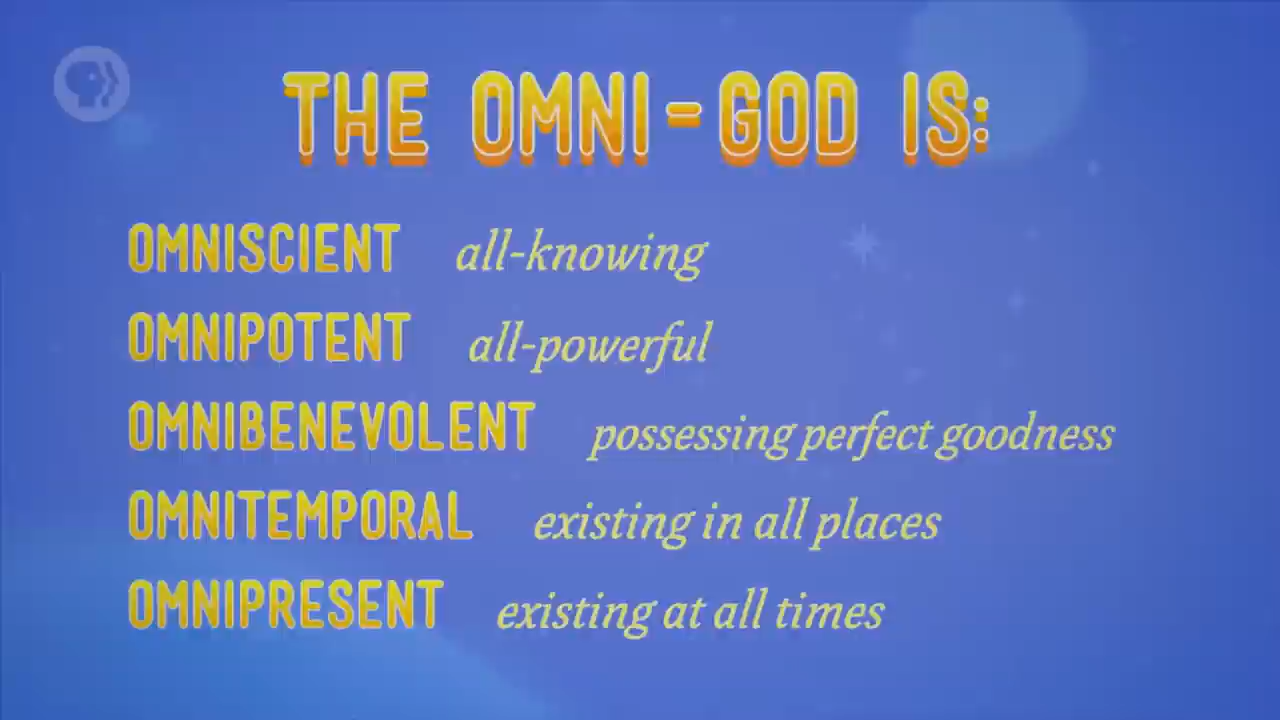 THE OMNI-GOD IS:
OMNISCIENT all-knowing
OMNIPOTENT all-powerful
OMNIBENEVOLENT possessing perfect goodness
OMNITEMPORAL existing in all places
OMNIPRESENT existing at all times